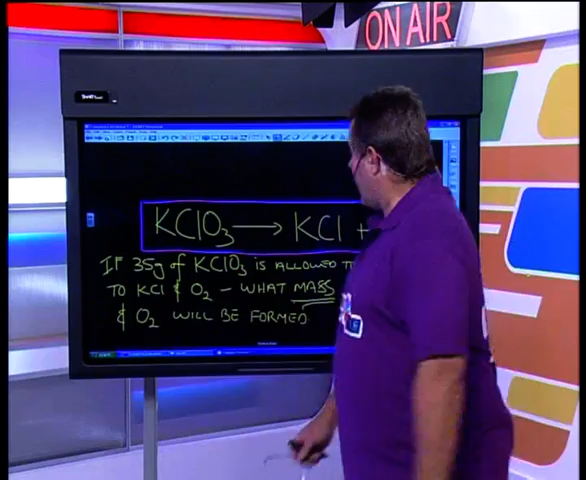 ON AIR
KClO₃ → KCl +
IF 35g of KClO₃ IS ALLOWED T
TO KCl & O₂ – WHAT MASS
& O₂ WILL BE FORMED